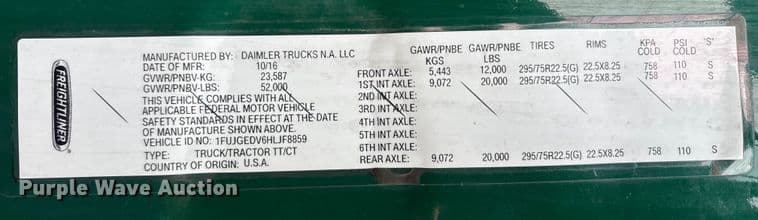 FREIGHTLINER
MANUFACTURED BY: DAIMLER TRUCKS N.A. LLC
DATE OF MFR: 10/16
GVWR/PNBV-KG: 23,587
GVWR/PNBV-LBS: 52,000
THIS VEHICLE COMPLIES WITH ALL
APPLICABLE FEDERAL MOTOR VEHICLE
SAFETY STANDARDS IN EFFECT AT THE DATE
OF MANUFACTURE SHOWN ABOVE.
VEHICLE ID NO: 1FUJGEDV6HLJF8859
TYPE: TRUCK/TRACTOR TT/CT
COUNTRY OF ORIGIN: U.S.A.
GAWR/PNBE KGS GAWR/PNBE LBS TIRES RIMS KPA COLD PSI COLD "S"
FRONT AXLE: 5,443 12,000 295/75R22.5(G) 22.5X8.25 758 110 S
1ST INT AXLE: 9,072 20,000 295/75R22.5(G) 22.5X8.25 758 110 S
2ND INT AXLE:
3RD INT AXLE:
4TH INT AXLE:
5TH INT AXLE:
6TH INT AXLE:
REAR AXLE: 9,072 20,000 295/75R22.5(G) 22.5X8.25 758 110 S
Purple Wave Auction